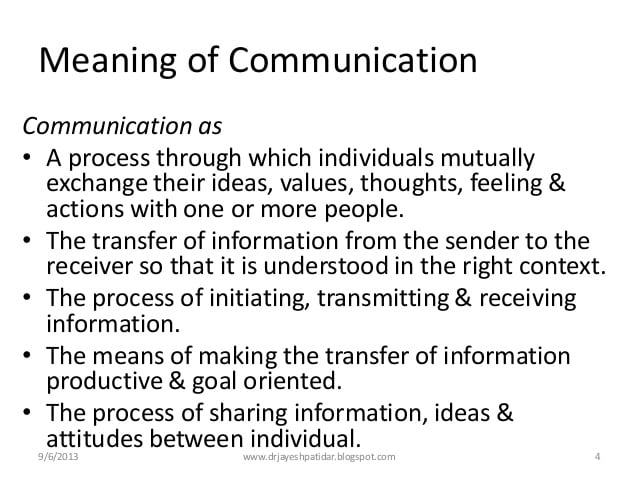 Meaning of Communication
Communication as
• A process through which individuals mutually
exchange their ideas, values, thoughts, feeling &
actions with one or more people.
• The transfer of information from the sender to the
receiver so that it is understood in the right context.
• The process of initiating, transmitting & receiving
information.
• The means of making the transfer of information
productive & goal oriented.
• The process of sharing information, ideas &
attitudes between individual.
9/6/2013 www.drjayeshpatidar.blogspot.com 4